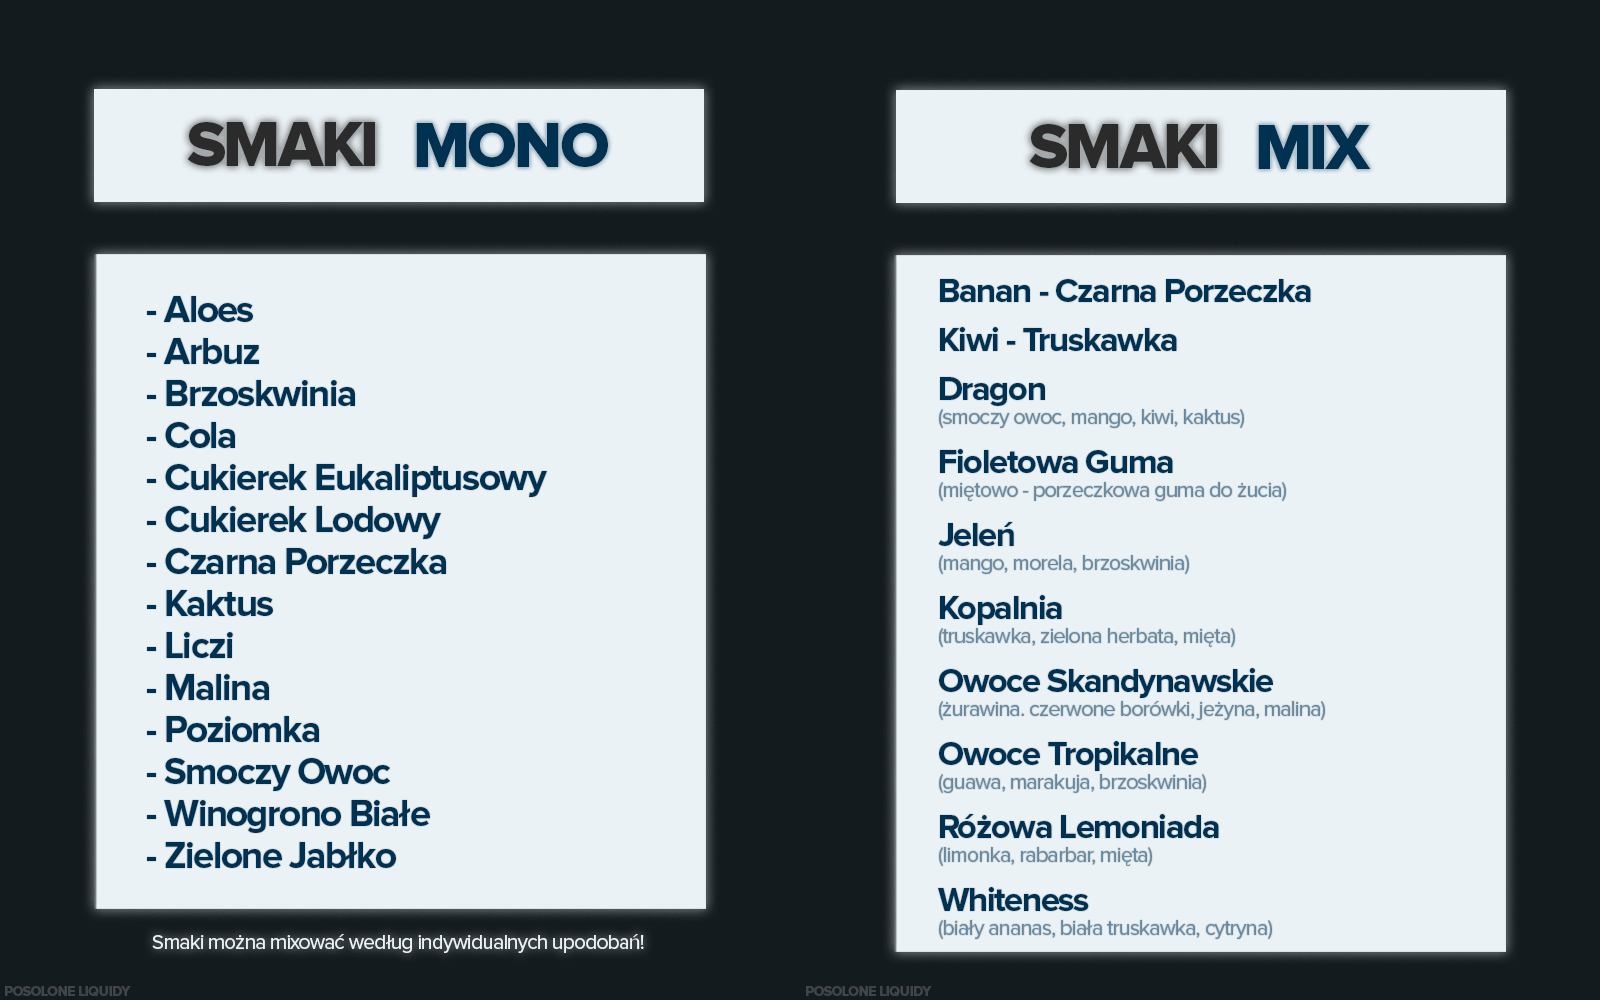 SMAKI MONO
- Aloes
- Arbuz
- Brzoskwinia
- Cola
- Cukierek Eukaliptusowy
- Cukierek Lodowy
- Czarna Porzeczka
- Kaktus
- Liczi
- Malina
- Poziomka
- Smoczy Owoc
- Winogrono Białe
- Zielone Jabłko
Smaki można mixować według indywidualnych upodobań!
POSOLONE LIQUIDY
SMAKI MIX
Banan - Czarna Porzeczka
Kiwi - Truskawka
Dragon
(smoczy owoc, mango, kiwi, kaktus)
Fioletowa Guma
(miętowo - porzeczkowa guma do żucia)
Jeleń
(mango, morela, brzoskwinia)
Kopalnia
(truskawka, zielona herbata, mięta)
Owoce Skandynawskie
(żurawina. czerwone borówki, jeżyna, malina)
Owoce Tropikalne
(guawa, marakuja, brzoskwinia)
Różowa Lemoniada
(limonka, rabarbar, mięta)
Whiteness
(biały ananas, biała truskawka, cytryna)
POSOLONE LIQUIDY